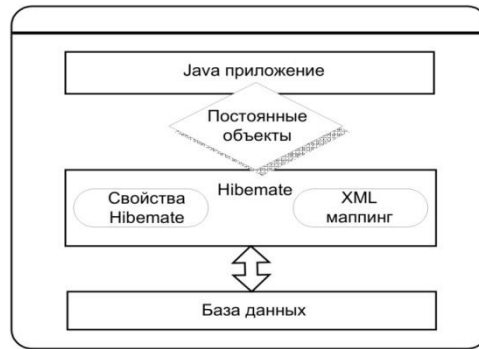 Java приложение
Постоянные
объекты
Hibemate
Свойства
Hibemate
XML
маппинг
База данных